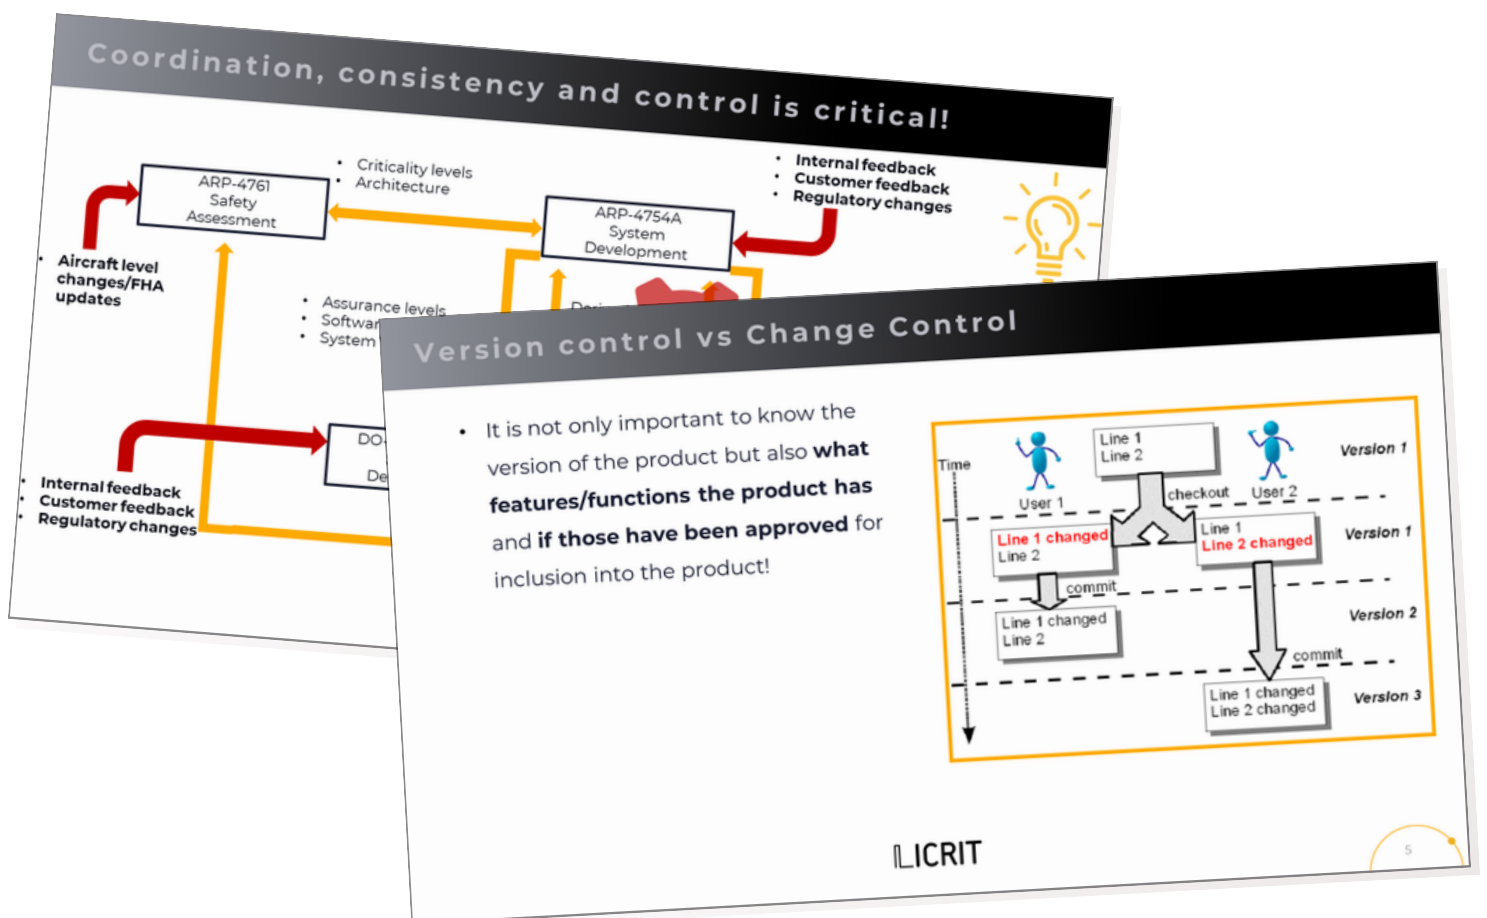 Coordination, consistency and control is critical!
• Criticality levels
• Architecture
• Internal feedback
• Customer feedback
• Regulatory changes
ARP-4761
Safety
Assessment
ARP-4754A
System
Development
• Aircraft level
changes/FHA
updates
• Assurance levels
•
• System
• Internal feedback
• Customer feedback
• Regulatory changes
Version control vs Change Control
• It is not only important to know the
version of the product but also what
features/functions the product has
and if those have been approved for
inclusion into the product!
Time
User 1
Line 1
Line 2
User 2
Version 1
checkout
Line 1 changed
Line 2
Line 1
Line 2 changed
Version 1
commit
Line 1 changed
Line 2
Version 2
commit
Line 1 changed
Line 2 changed
Version 3
LICRIT
5